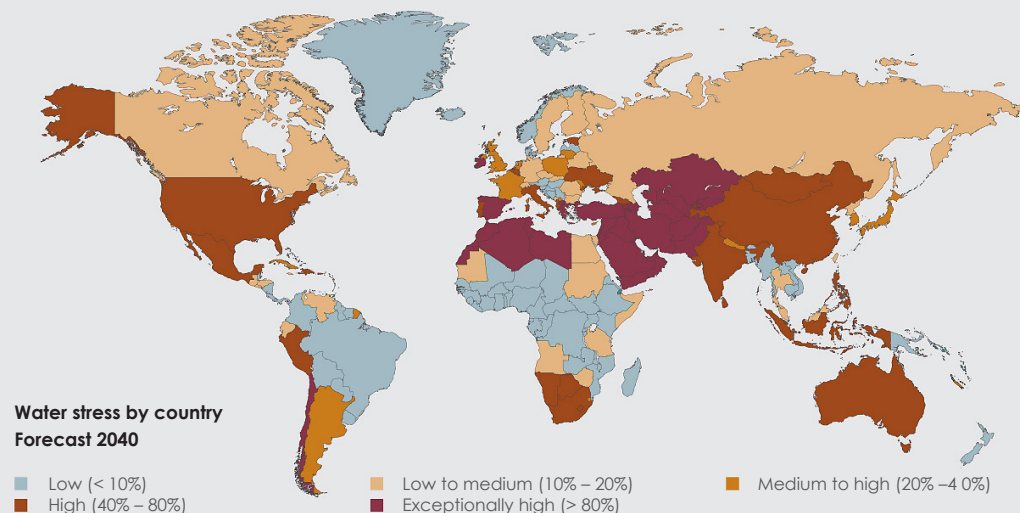 Water stress by country
Forecast 2040
Low (< 10%)
Low to medium (10% – 20%)
Medium to high (20% –4 0%)
High (40% – 80%)
Exceptionally high (> 80%)